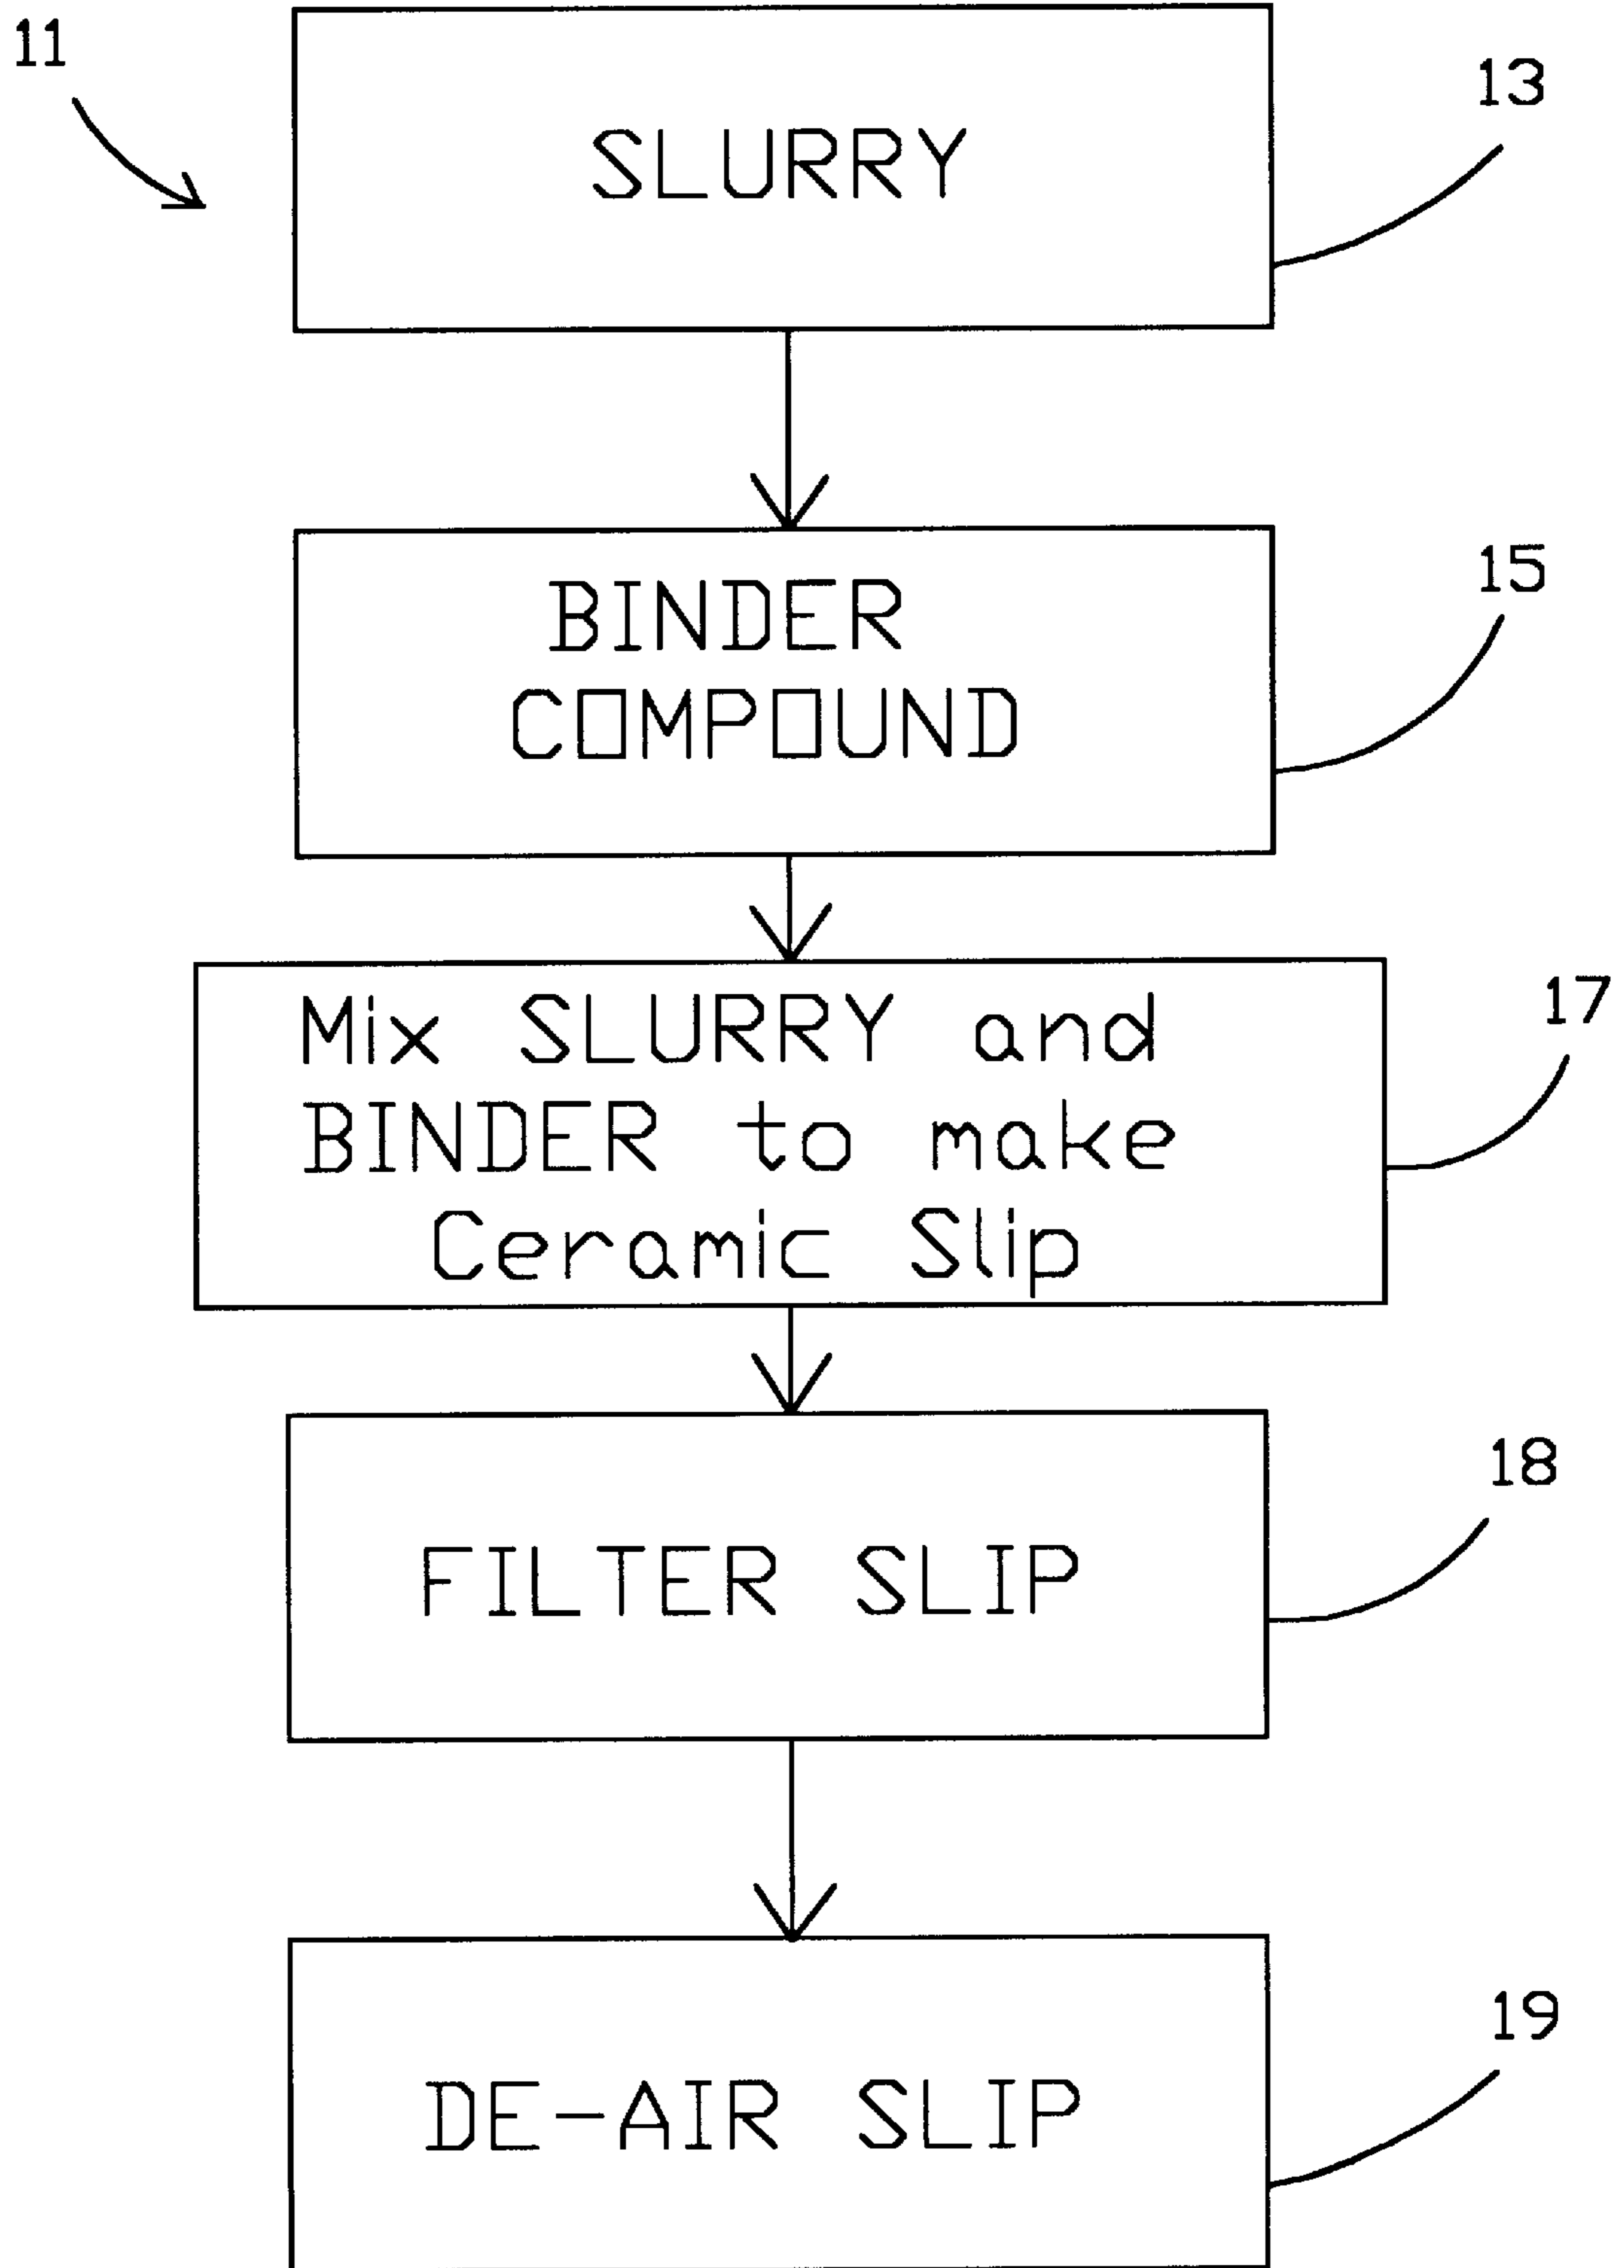 11
SLURRY
13
BINDER
COMPOUND
15
Mix SLURRY and
BINDER to make
Ceramic Slip
17
FILTER SLIP
18
DE-AIR SLIP
19